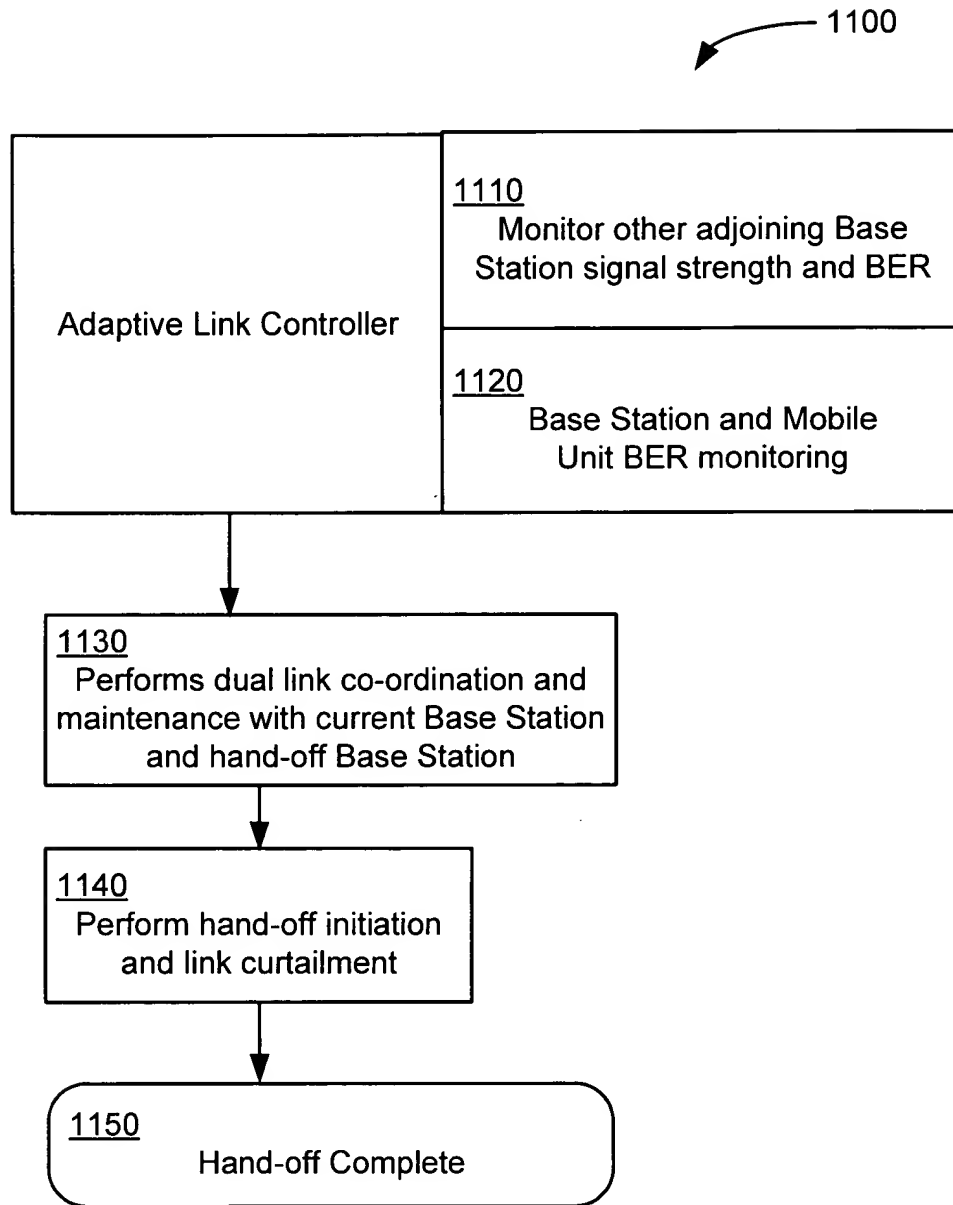 1100
Adaptive Link Controller
1110
Monitor other adjoining Base
Station signal strength and BER
1120
Base Station and Mobile
Unit BER monitoring
1130
Performs dual link co-ordination and
maintenance with current Base Station
and hand-off Base Station
1140
Perform hand-off initiation
and link curtailment
1150
Hand-off Complete